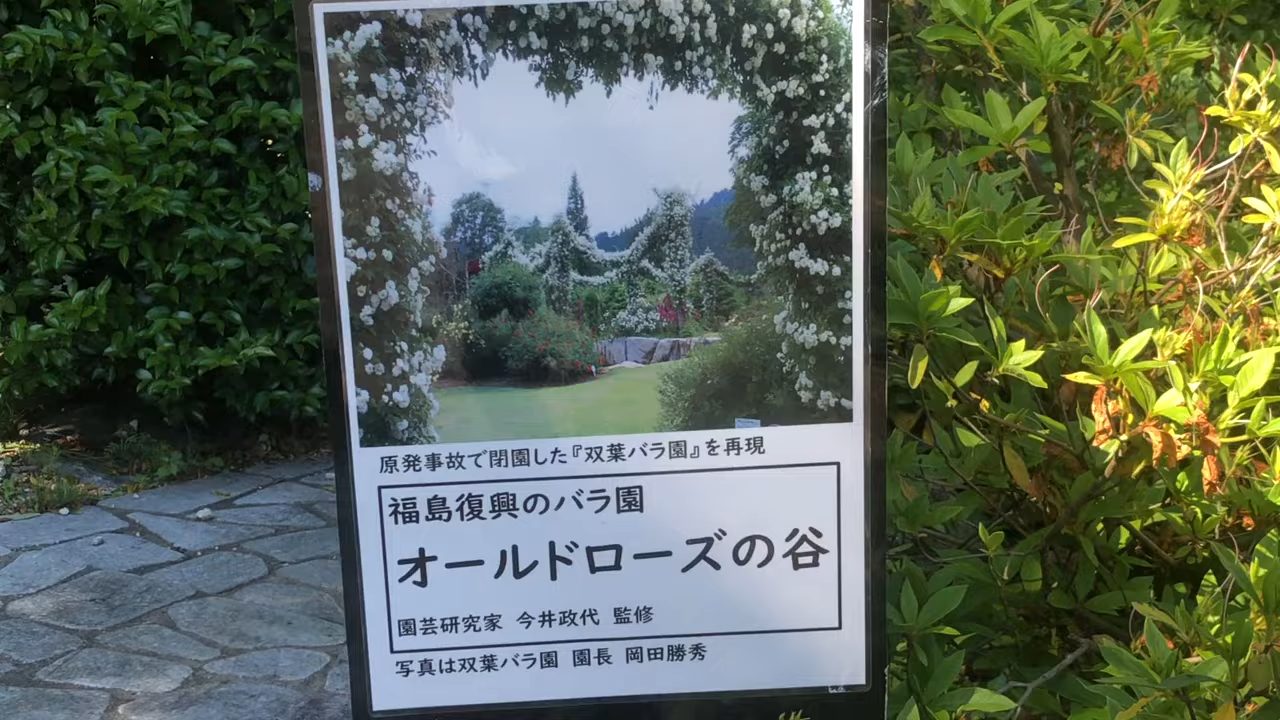 原発事故で閉園した『双葉バラ園』を再現
福島復興のバラ園
オールドローズの谷
園芸研究家 今井政代 監修
写真は双葉バラ園 園長 岡田勝秀